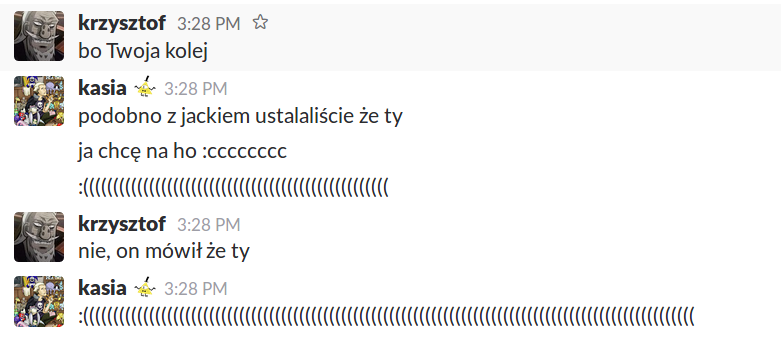 krzysztof 3:28 PM
bo Twoja kolej
kasia 3:28 PM
podobno z jackiem ustalaliście że ty
ja chcę na ho :cccccccc
:(((((((((((((((((((((((((((((((((((((((((((((((((((
krzysztof 3:28 PM
nie, on mówił że ty
kasia 3:28 PM
:((((((((((((((((((((((((((((((((((((((((((((((((((((((((((((((((((((((((((((((((((((((((((((((((((((((